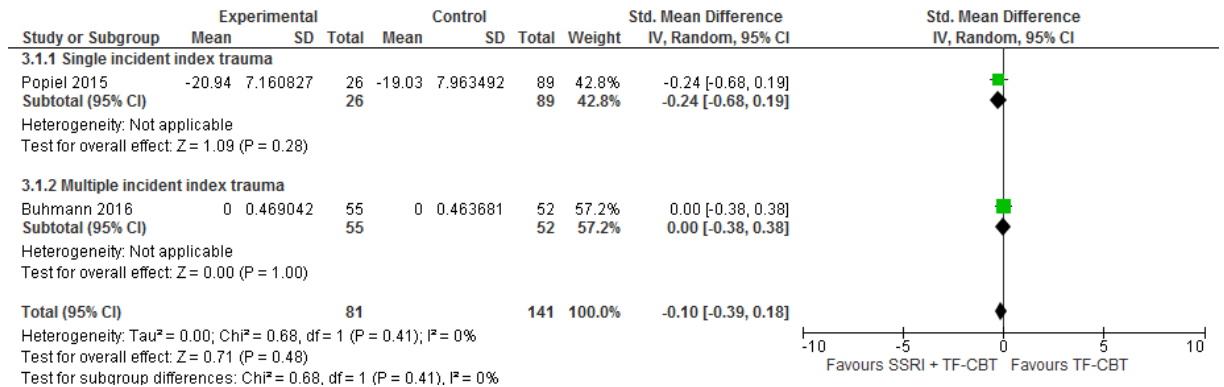 Experimental Control Std. Mean Difference Std. Mean Difference
Study or Subgroup Mean SD Total Mean SD Total Weight IV, Random, 95% CI IV, Random, 95% CI
3.1.1 Single incident index trauma
Popiel 2015 -20.94 7.160827 26 -19.03 7.963492 89 42.8% -0.24 [-0.68, 0.19]
Subtotal (95% CI) 26 89 42.8% -0.24 [-0.68, 0.19]
Heterogeneity: Not applicable
Test for overall effect: Z = 1.09 (P = 0.28)
3.1.2 Multiple incident index trauma
Buhmann 2016 0 0.469042 55 0 0.463681 52 57.2% 0.00 [-0.38, 0.38]
Subtotal (95% CI) 55 52 57.2% 0.00 [-0.38, 0.38]
Heterogeneity: Not applicable
Test for overall effect: Z = 0.00 (P = 1.00)
Total (95% CI) 81 141 100.0% -0.10 [-0.39, 0.18]
Heterogeneity: Tau² = 0.00; Chi² = 0.68, df = 1 (P = 0.41); I² = 0%
Test for overall effect: Z = 0.71 (P = 0.48)
Test for subgroup differences: Chi² = 0.68, df = 1 (P = 0.41), I² = 0%
-10 -5 0 5 10
Favours SSRI + TF-CBT Favours TF-CBT